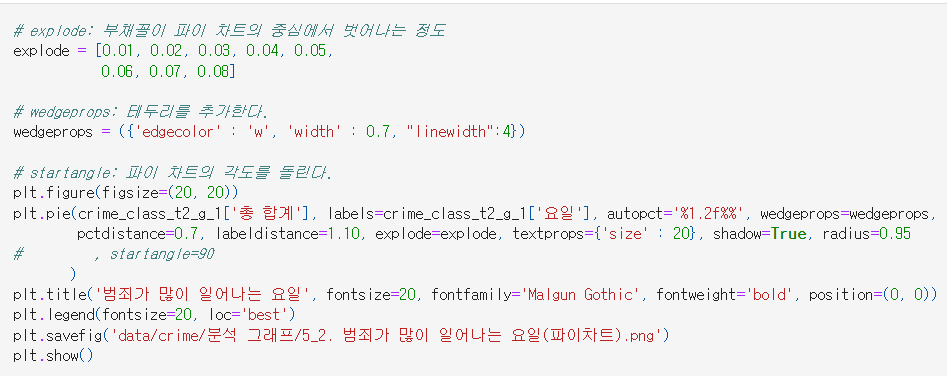 # explode: 부채꼴이 파이 차트의 중심에서 벗어나는 정도
explode = [0.01, 0.02, 0.03, 0.04, 0.05,
0.06, 0.07, 0.08]
# wedgeprops: 테두리를 추가한다.
wedgeprops = ({'edgecolor' : 'w', 'width' : 0.7, "linewidth":4})
# startangle: 파이 차트의 각도를 돌린다.
plt.figure(figsize=(20, 20))
plt.pie(crime_class_t2_g_1['총 합계'], labels=crime_class_t2_g_1['요일'], autopct='%1.2f%%', wedgeprops=wedgeprops,
pctdistance=0.7, labeldistance=1.10, explode=explode, textprops={'size' : 20}, shadow=True, radius=0.95
# , startangle=90
)
plt.title('범죄가 많이 일어나는 요일', fontsize=20, fontfamily='Malgun Gothic', fontweight='bold', position=(0, 0))
plt.legend(fontsize=20, loc='best')
plt.savefig('data/crime/분석 그래프/5_2. 범죄가 많이 일어나는 요일(파이차트).png')
plt.show()